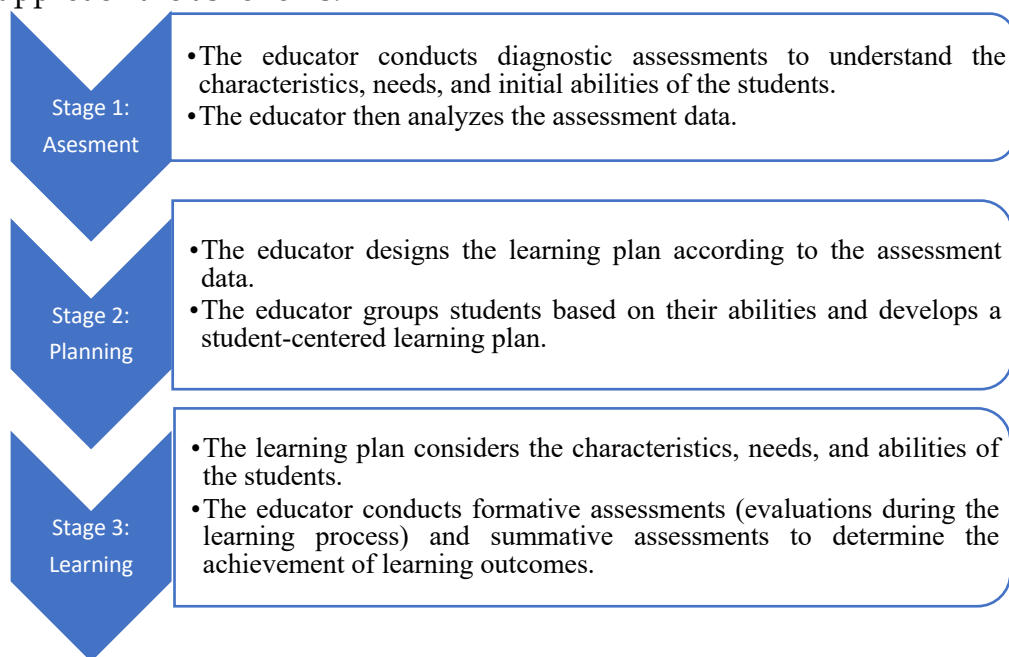 Stage 1:
Asesment
•The educator conducts diagnostic assessments to understand the
characteristics, needs, and initial abilities of the students.
•The educator then analyzes the assessment data.
Stage 2:
Planning
•The educator designs the learning plan according to the assessment
data.
•The educator groups students based on their abilities and develops a
student-centered learning plan.
Stage 3:
Learning
•The learning plan considers the characteristics, needs, and abilities of
the students.
•The educator conducts formative assessments (evaluations during the
learning process) and summative assessments to determine the
achievement of learning outcomes.